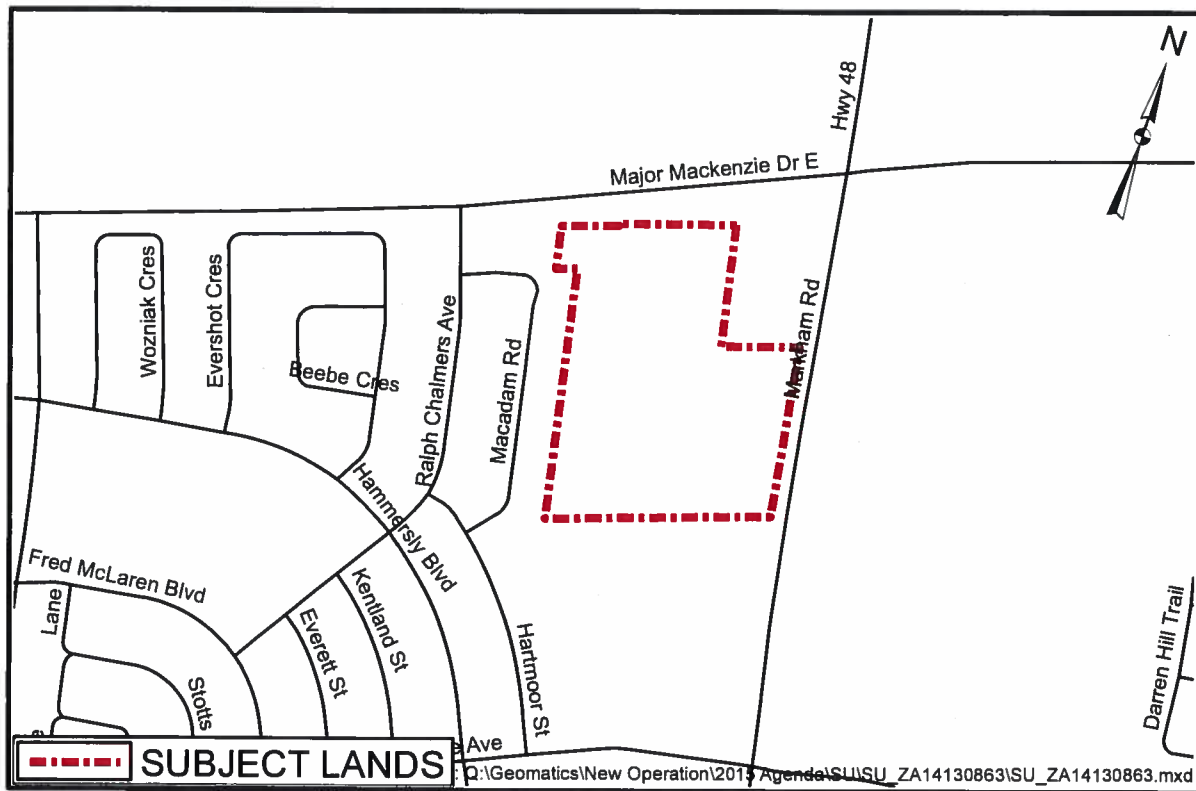 N
Hwy 48
Major Mackenzie Dr E
Wozniak Cres
Evershot Cres
Beebe Cres
Ralph Chalmers Ave
Macadam Rd
Markham Rd
Hammersly Blvd
Fred McLaren Blvd
Lane
Stotts
Everett St
Kentland St
Hartmoor St
Darren Hill Trail
e Ave
SUBJECT LANDS
: Q:\Geomatics\New Operation\2015 Agenda\SU\SU_ZA14130863\SU_ZA14130863.mxd